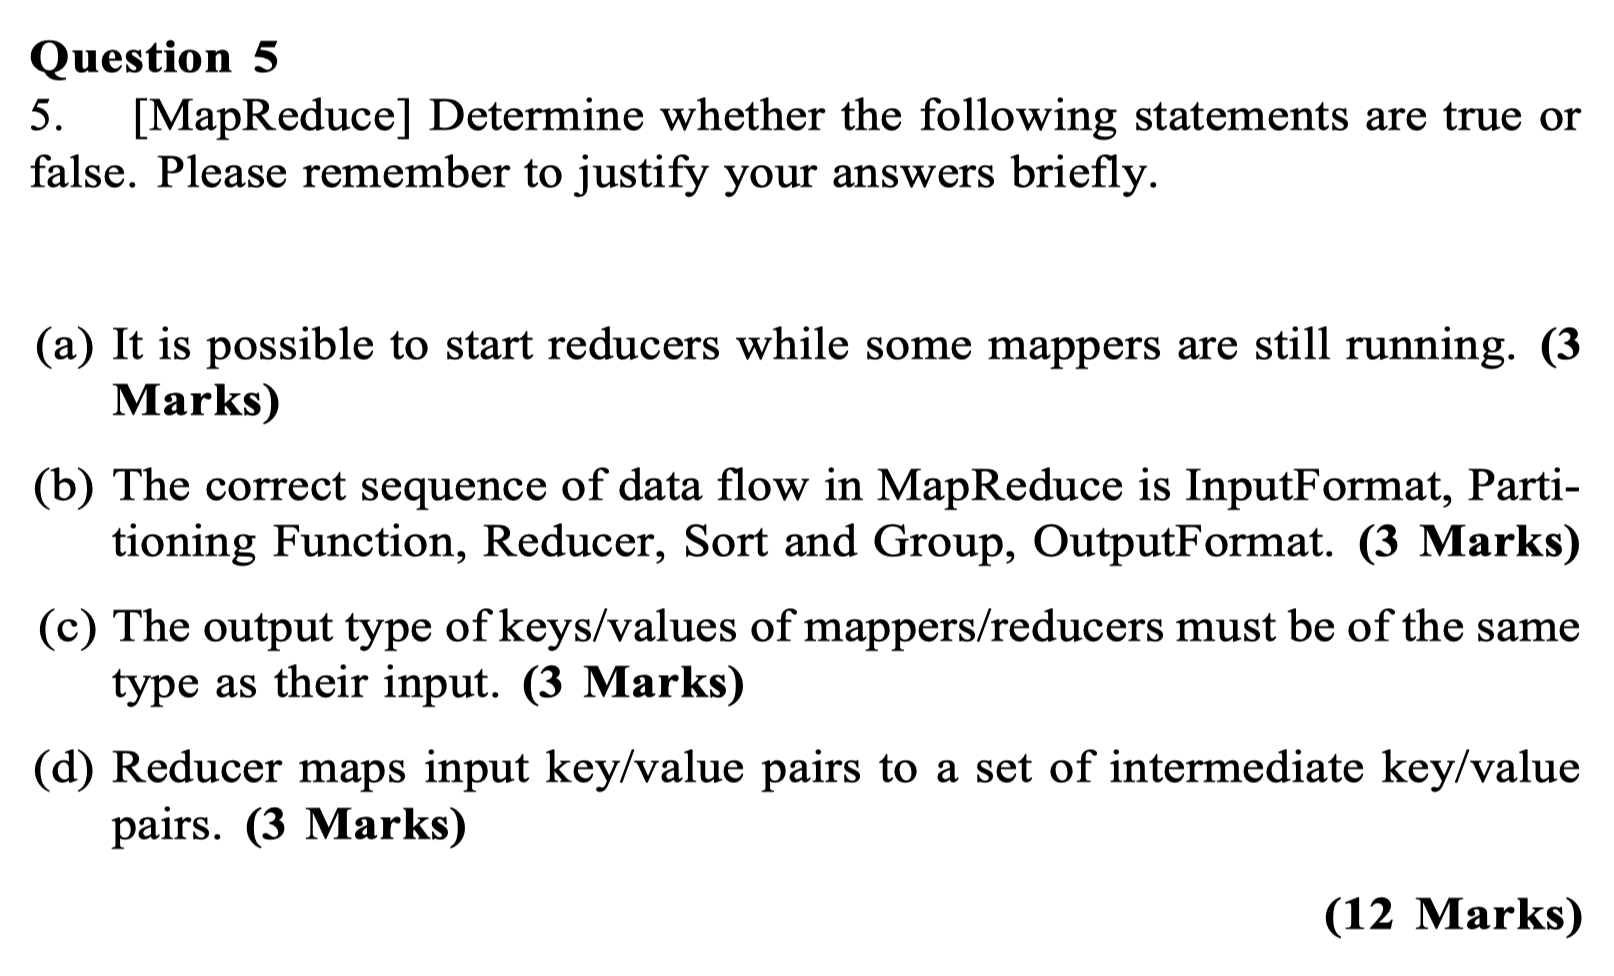 Question 5
5. [MapReduce] Determine whether the following statements are true or
false. Please remember to justify your answers briefly.
(a) It is possible to start reducers while some mappers are still running. (3
Marks)
(b) The correct sequence of data flow in MapReduce is InputFormat, Parti-
tioning Function, Reducer, Sort and Group, OutputFormat. (3 Marks)
(c) The output type of keys/values of mappers/reducers must be of the same
type as their input. (3 Marks)
(d) Reducer maps input key/value pairs to a set of intermediate key/value
pairs. (3 Marks)
(12 Marks)